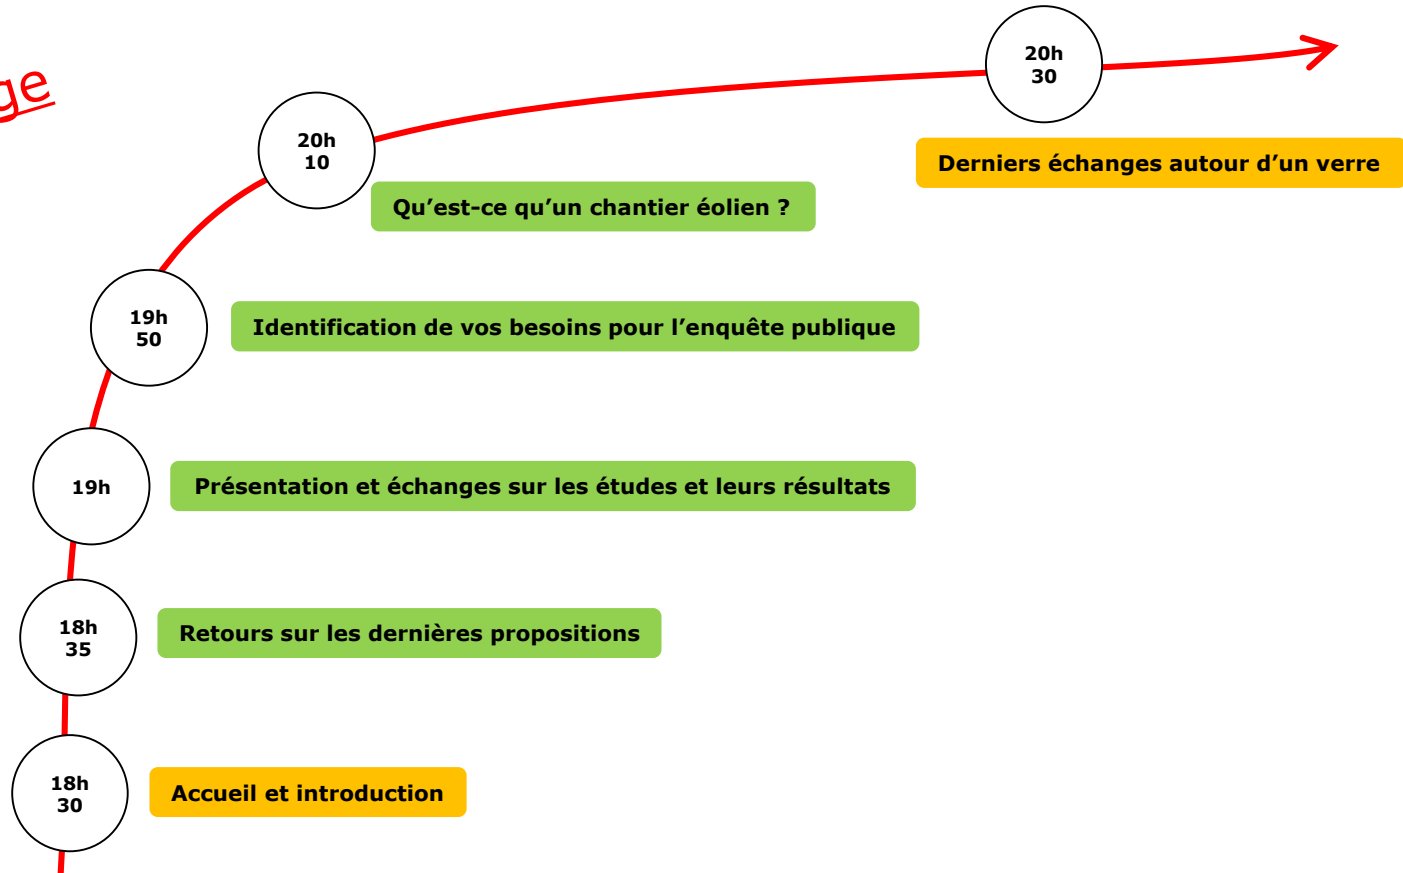 20h
30
20h
10
Derniers échanges autour d’un verre
Qu’est-ce qu’un chantier éolien ?
19h
50
Identification de vos besoins pour l’enquête publique
19h
Présentation et échanges sur les études et leurs résultats
18h
35
Retours sur les dernières propositions
18h
30
Accueil et introduction